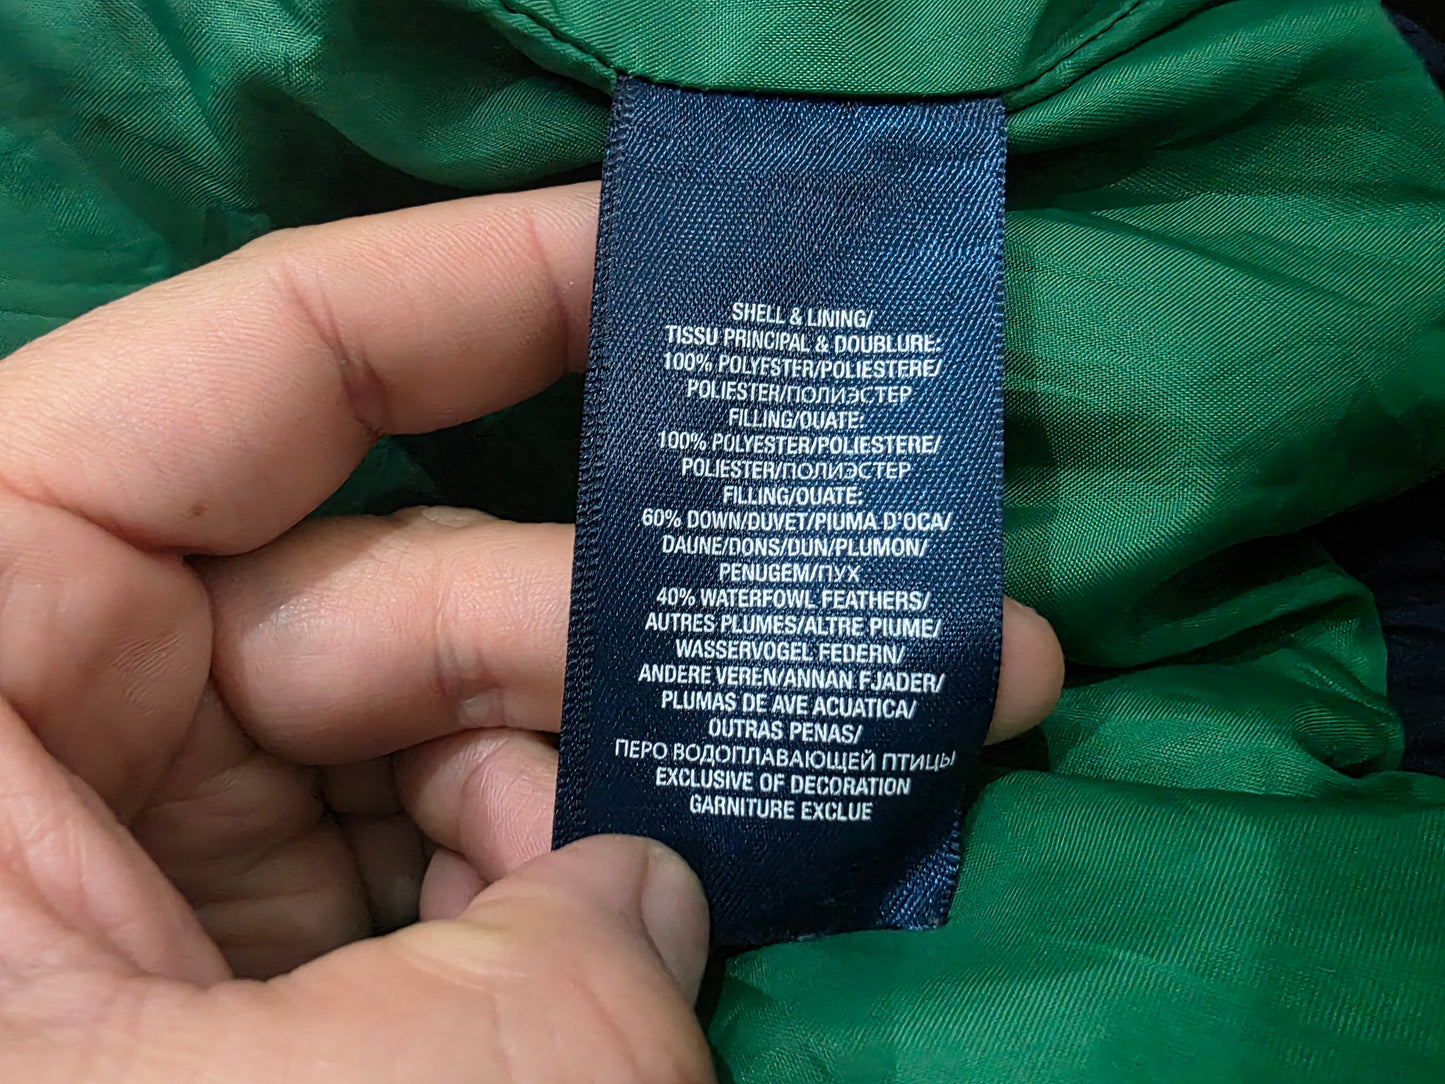 SHELL & LINING/
TISSU PRINCIPAL & DOUBLURE:
100% POLYESTER/POLIESTERE/
POLIESTER/ПОЛИЭСТЕР
FILLING/OUATE:
100% POLYESTER/POLIESTERE/
POLIESTER/ПОЛИЭСТЕР
FILLING/OUATE:
60% DOWN/DUVET/PIUMA D'OCA/
DAUNE/DONS/DUN/PLUMON/
PENUGEM/ПУХ
40% WATERFOWL FEATHERS/
AUTRES PLUMES/ALTRE PIUME/
WASSERVOGEL FEDERN/
ANDERE VEREN/ANNAN FJADER/
PLUMAS DE AVE ACUATICA/
OUTRAS PENAS/
ПЕРО ВОДОПЛАВАЮЩЕЙ ПТИЦЫ
EXCLUSIVE OF DECORATION
GARNITURE EXCLUE